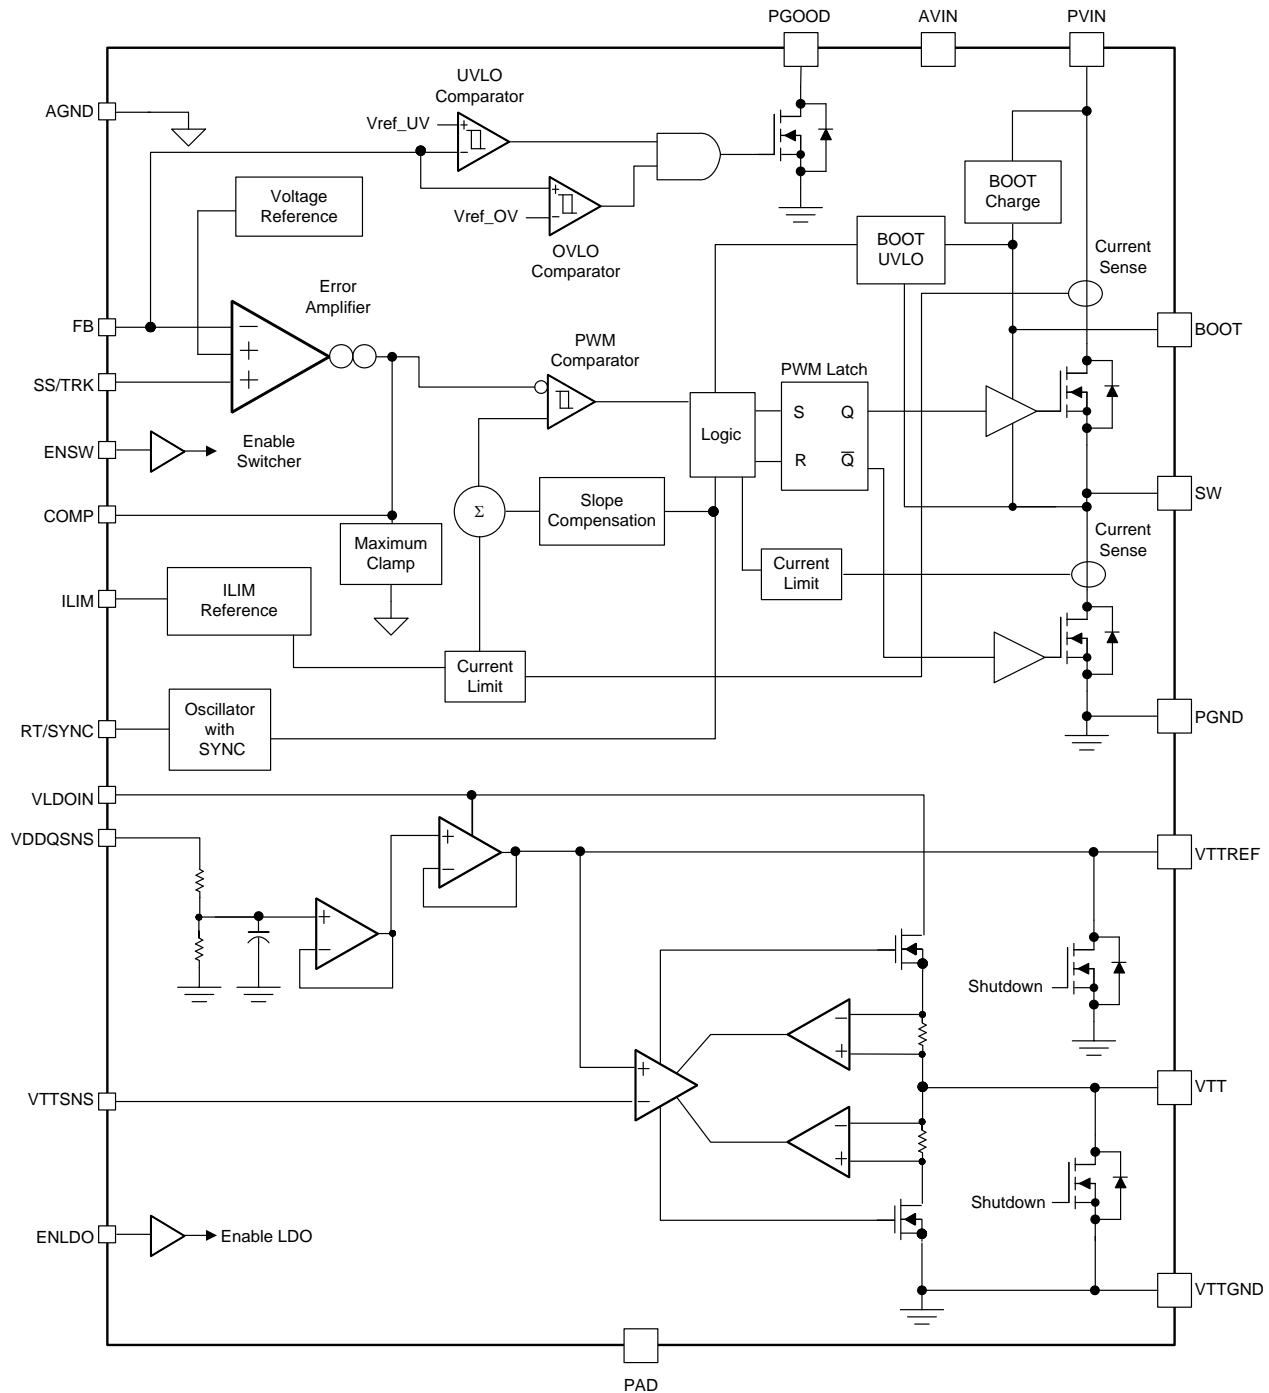 PGOOD
AVIN
PVIN
AGND
UVLO
Comparator
Vref_UV
+
−
Voltage
Reference
+
Vref_OV
−
OVLO
Comparator
BOOT
Charge
BOOT
UVLO
Current
Sense
Error
Amplifier
FB
−
+
SS/TRK
+
PWM
Comparator
BOOT
PWM Latch
S
Q
Logic
R
Q̅
ENSW
Enable
Switcher
SW
COMP
Maximum
Clamp
Σ
Slope
Compensation
Current
Sense
Current
Limit
ILIM
ILIM
Reference
Current
Limit
RT/SYNC
Oscillator
with
SYNC
PGND
VLDOIN
VDDQSNS
+
−
VTTREF
+
−
Shutdown
−
+
+
VTT
VTTSNS
−
−
+
Shutdown
ENLDO
Enable LDO
VTTGND
PAD